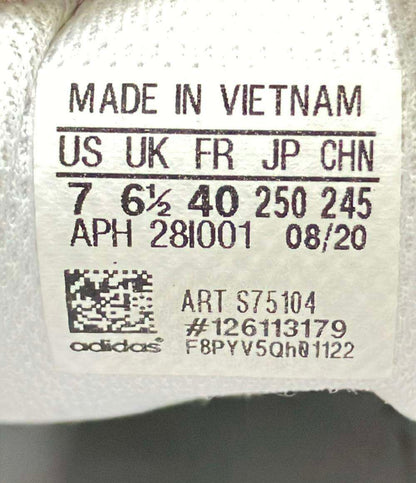 MADE IN VIETNAM
US UK FR JP CHN
7 6½ 40 250 245
APH 28I001 08/20
ART S75104
#126113179
adidas F8PYV5Qh01122